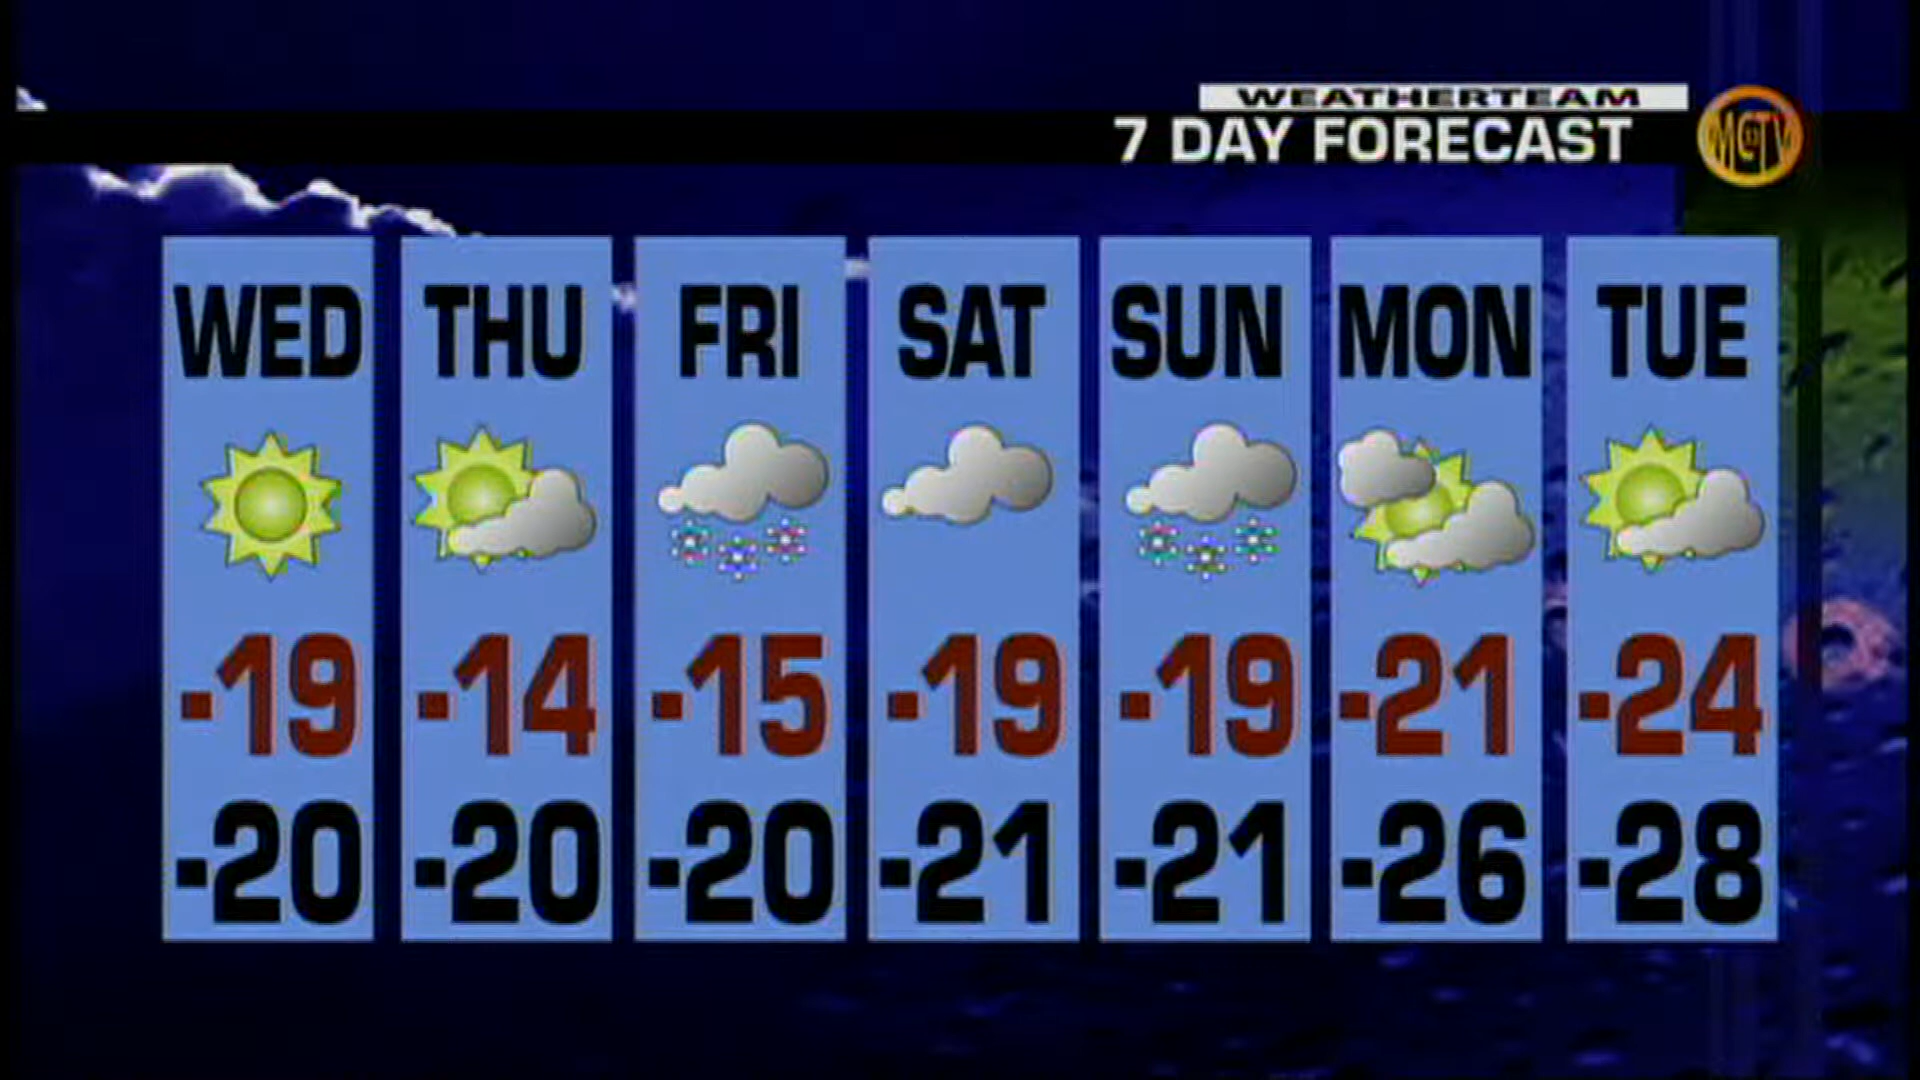 WEATHERTEAM
7 DAY FORECAST
MCTV
WED THU FRI SAT SUN MON TUE
-19 -14 -15 -19 -19 -21 -24
-20 -20 -20 -21 -21 -26 -28